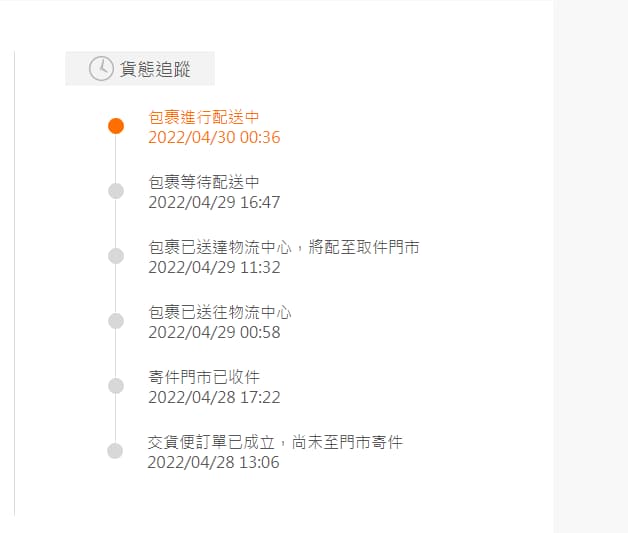 貨態追蹤
包裹進行配送中
2022/04/30 00:36
包裹等待配送中
2022/04/29 16:47
包裹已送達物流中心，將配至取件門市
2022/04/29 11:32
包裹已送往物流中心
2022/04/29 00:58
寄件門市已收件
2022/04/28 17:22
交貨便訂單已成立，尚未至門市寄件
2022/04/28 13:06